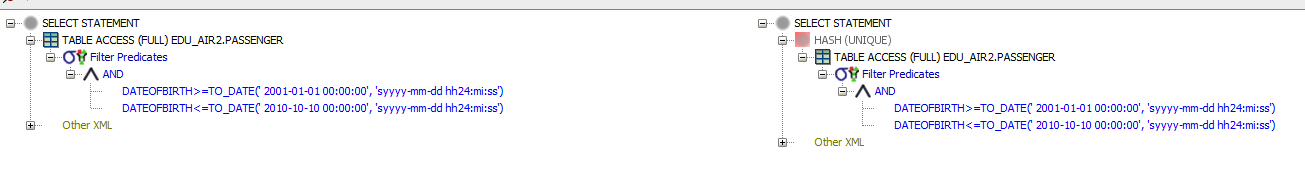 SELECT STATEMENT
TABLE ACCESS (FULL) EDU_AIR2.PASSENGER
Filter Predicates
AND
DATEOFBIRTH>=TO_DATE(' 2001-01-01 00:00:00', 'syyyy-mm-dd hh24:mi:ss')
DATEOFBIRTH<=TO_DATE(' 2010-10-10 00:00:00', 'syyyy-mm-dd hh24:mi:ss')
Other XML
SELECT STATEMENT
HASH (UNIQUE)
TABLE ACCESS (FULL) EDU_AIR2.PASSENGER
Filter Predicates
AND
DATEOFBIRTH>=TO_DATE(' 2001-01-01 00:00:00', 'syyyy-mm-dd hh24:mi:ss')
DATEOFBIRTH<=TO_DATE(' 2010-10-10 00:00:00', 'syyyy-mm-dd hh24:mi:ss')
Other XML